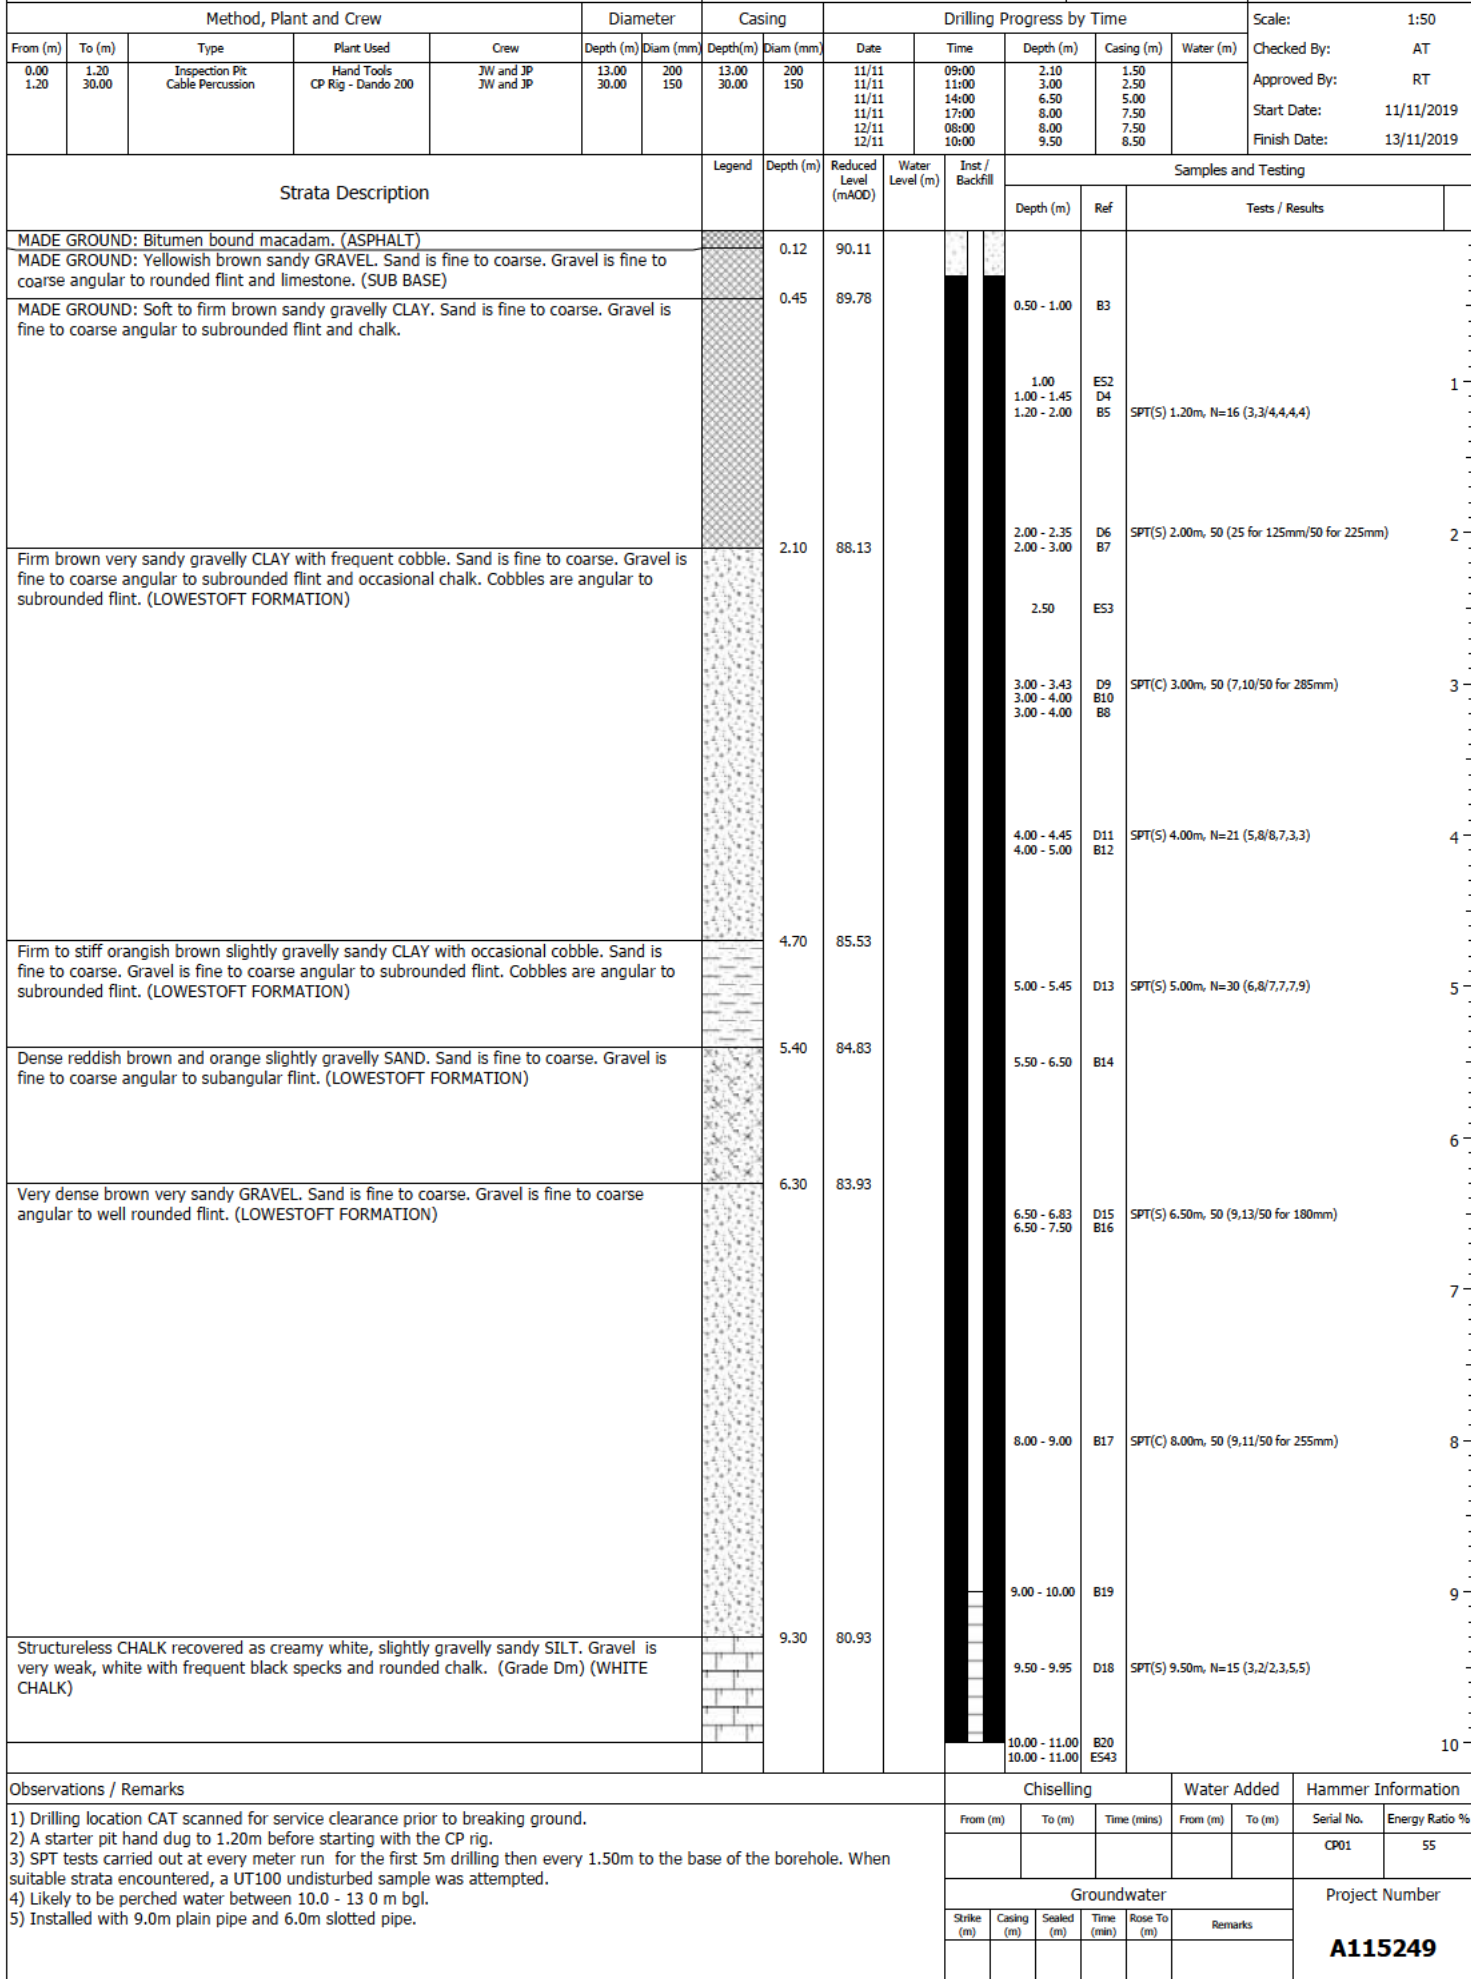 Method, Plant and Crew Diameter Casing Drilling Progress by Time Scale: 1:50
From (m) To (m) Type Plant Used Crew Depth (m) Diam (mm) Depth(m) Diam (mm) Date Time Depth (m) Casing (m) Water (m) Checked By: AT
0.00 1.20 Inspection Pit Hand Tools JW and JP 13.00 200 13.00 200 11/11 09:00 2.10 1.50
1.20 30.00 Cable Percussion CP Rig - Dando 200 JW and JP 30.00 150 30.00 150 11/11 11:00 3.00 2.50
Approved By: RT
11/11 14:00 6.50 5.00
11/11 17:00 8.00 7.50
Start Date: 11/11/2019
12/11 08:00 8.00 7.50
12/11 10:00 9.50 8.50
Finish Date: 13/11/2019
Strata Description
Legend
Depth (m)
Reduced
Level
(mAOD)
Water
Level (m)
Inst /
Backfill
Samples and Testing
Depth (m) Ref Tests / Results
MADE GROUND: Bitumen bound macadam. (ASPHALT)
0.12 90.11
MADE GROUND: Yellowish brown sandy GRAVEL. Sand is fine to coarse. Gravel is fine to
coarse angular to rounded flint and limestone. (SUB BASE)
0.45 89.78
MADE GROUND: Soft to firm brown sandy gravelly CLAY. Sand is fine to coarse. Gravel is
fine to coarse angular to subrounded flint and chalk.
0.50 - 1.00 B3
1.00 ES2
1
1.00 - 1.45 D4
1.20 - 2.00 B5 SPT(S) 1.20m, N=16 (3,3/4,4,4,4)
2.00 - 2.35 D6 SPT(S) 2.00m, 50 (25 for 125mm/50 for 225mm)
2
2.00 - 3.00 B7
2.10 88.13
Firm brown very sandy gravelly CLAY with frequent cobble. Sand is fine to coarse. Gravel is
fine to coarse angular to subrounded flint and occasional chalk. Cobbles are angular to
subrounded flint. (LOWESTOFT FORMATION)
2.50 ES3
3.00 - 3.43 D9 SPT(C) 3.00m, 50 (7,10/50 for 285mm)
3
3.00 - 4.00 B10
3.00 - 4.00 B8
4.00 - 4.45 D11 SPT(S) 4.00m, N=21 (5,8/8,7,3,3)
4
4.00 - 5.00 B12
4.70 85.53
Firm to stiff orangish brown slightly gravelly sandy CLAY with occasional cobble. Sand is
fine to coarse. Gravel is fine to coarse angular to subrounded flint. Cobbles are angular to
subrounded flint. (LOWESTOFT FORMATION)
5.00 - 5.45 D13 SPT(S) 5.00m, N=30 (6,8/7,7,7,9)
5
5.40 84.83
Dense reddish brown and orange slightly gravelly SAND. Sand is fine to coarse. Gravel is
fine to coarse angular to subangular flint. (LOWESTOFT FORMATION)
5.50 - 6.50 B14
6
6.30 83.93
Very dense brown very sandy GRAVEL. Sand is fine to coarse. Gravel is fine to coarse
angular to well rounded flint. (LOWESTOFT FORMATION)
6.50 - 6.83 D15 SPT(S) 6.50m, 50 (9,13/50 for 180mm)
6.50 - 7.50 B16
7
8.00 - 9.00 B17 SPT(C) 8.00m, 50 (9,11/50 for 255mm)
8
9.00 - 10.00 B19
9
9.30 80.93
Structureless CHALK recovered as creamy white, slightly gravelly sandy SILT. Gravel is
very weak, white with frequent black specks and rounded chalk. (Grade Dm) (WHITE
CHALK)
9.50 - 9.95 D18 SPT(S) 9.50m, N=15 (3,2/2,3,5,5)
10.00 - 11.00 B20
10
10.00 - 11.00 ES43
Observations / Remarks
1) Drilling location CAT scanned for service clearance prior to breaking ground.
2) A starter pit hand dug to 1.20m before starting with the CP rig.
3) SPT tests carried out at every meter run for the first 5m drilling then every 1.50m to the base of the borehole. When
suitable strata encountered, a UT100 undisturbed sample was attempted.
4) Likely to be perched water between 10.0 - 13 0 m bgl.
5) Installed with 9.0m plain pipe and 6.0m slotted pipe.
Chiselling Water Added Hammer Information
From (m) To (m) Time (mins) From (m) To (m) Serial No. Energy Ratio %
CP01 55
Groundwater
Strike
(m)
Casing
(m)
Sealed
(m)
Time
(min)
Rose To
(m)
Remarks
Project Number
A115249